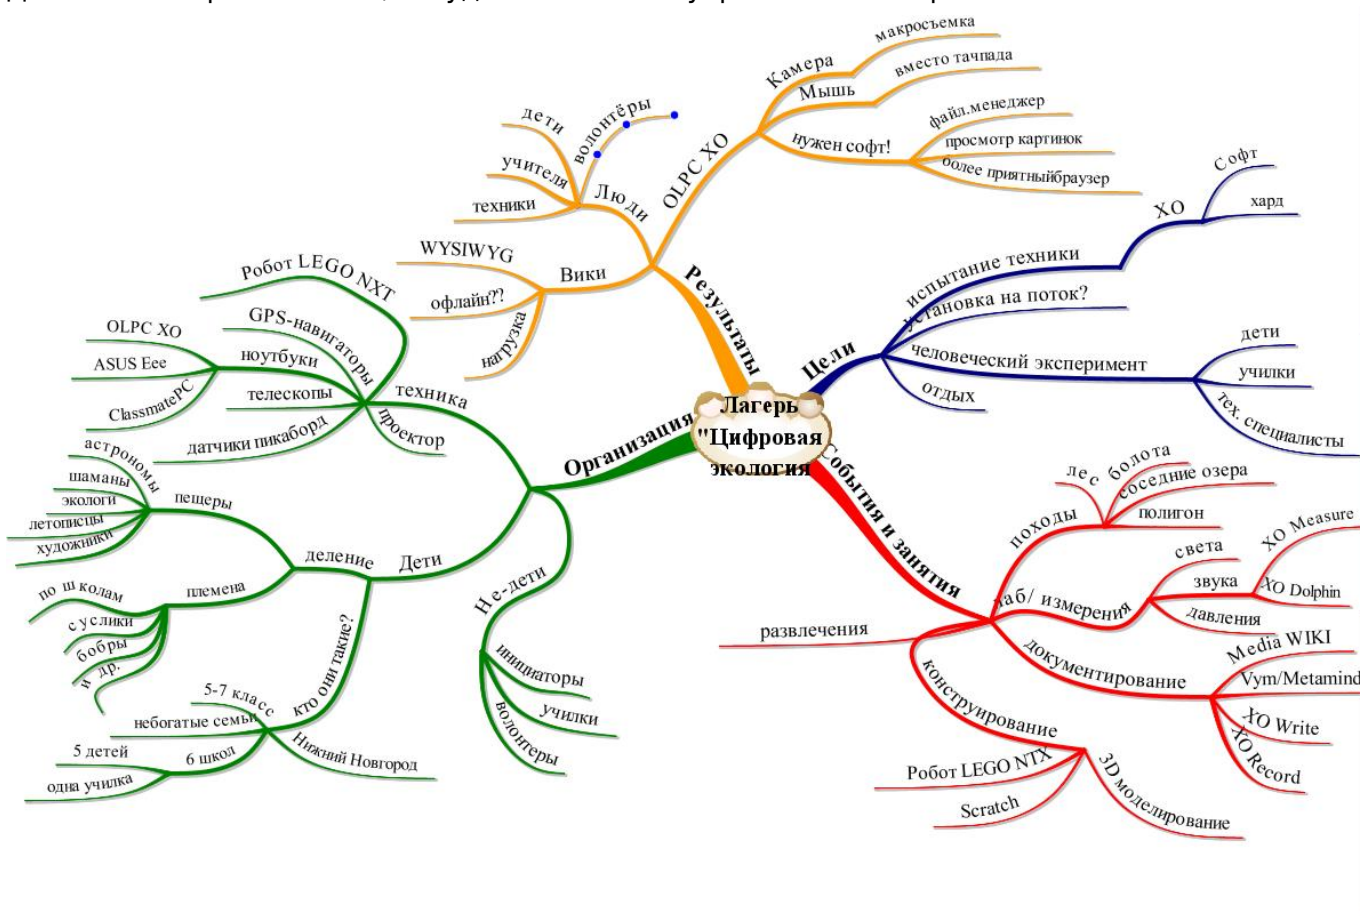 Лагерь
"Цифровая
экология
Результаты
OLPC XO
Камера
макросъемка
Мышь
вместо тачпада
нужен софт!
файл.менеджер
просмотр картинок
более приятныйбраузер
Люди
дети
волонтёры
учителя
техники
Вики
WYSIWYG
офлайн??
нагрузка
Цели
испытание техники
XO
Софт
хард
установка на поток?
человеческий эксперимент
дети
училки
тех. специалисты
отдых
Организация
техника
Робот LEGO NXT
GPS-навигаторы
ноутбуки
OLPC XO
ASUS Eee
ClassmatePC
телескопы
датчики пикаборд
проектор
Дети
деление
пещеры
астрономы
шаманы
экологи
летописцы
художники
племена
по школам
суслики
бобры
и др.
кто они такие?
5-7 класс
небогатые семьи
6 школ
5 детей
одна училка
Нижний Новгород
Не-дети
инициаторы
училки
волонтеры
События и занятия
походы
лес
болота
соседние озера
полигон
лаб/ измерения
света
звука
XO Measure
XO Dolphin
давления
документирование
Media WIKI
Vym/Metamind
XO Write
XO Record
развлечения
конструирование
Робот LEGO NTX
Scratch
3D моделирование